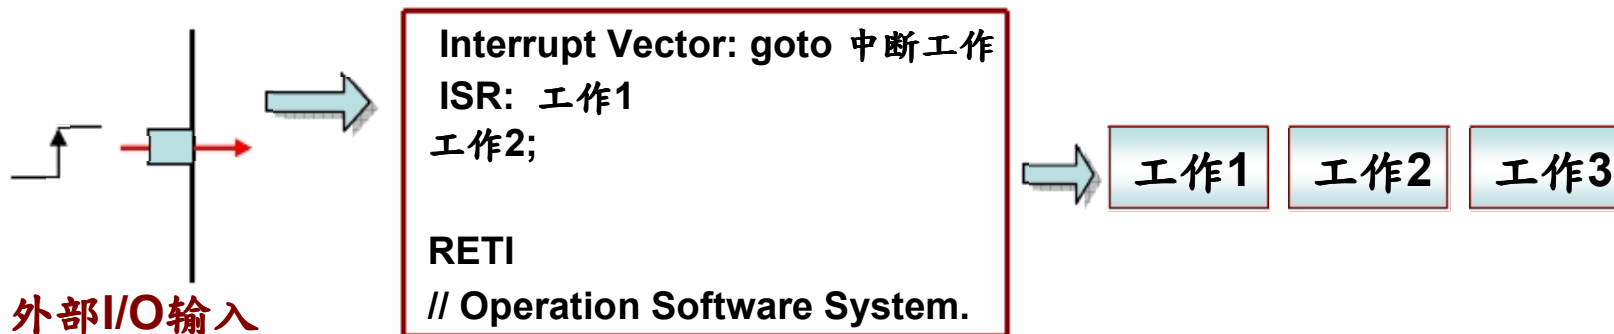 Interrupt Vector: goto 中断工作
ISR: 工作1
工作2;
RETI
// Operation Software System.
外部I/O输入
工作1
工作2
工作3